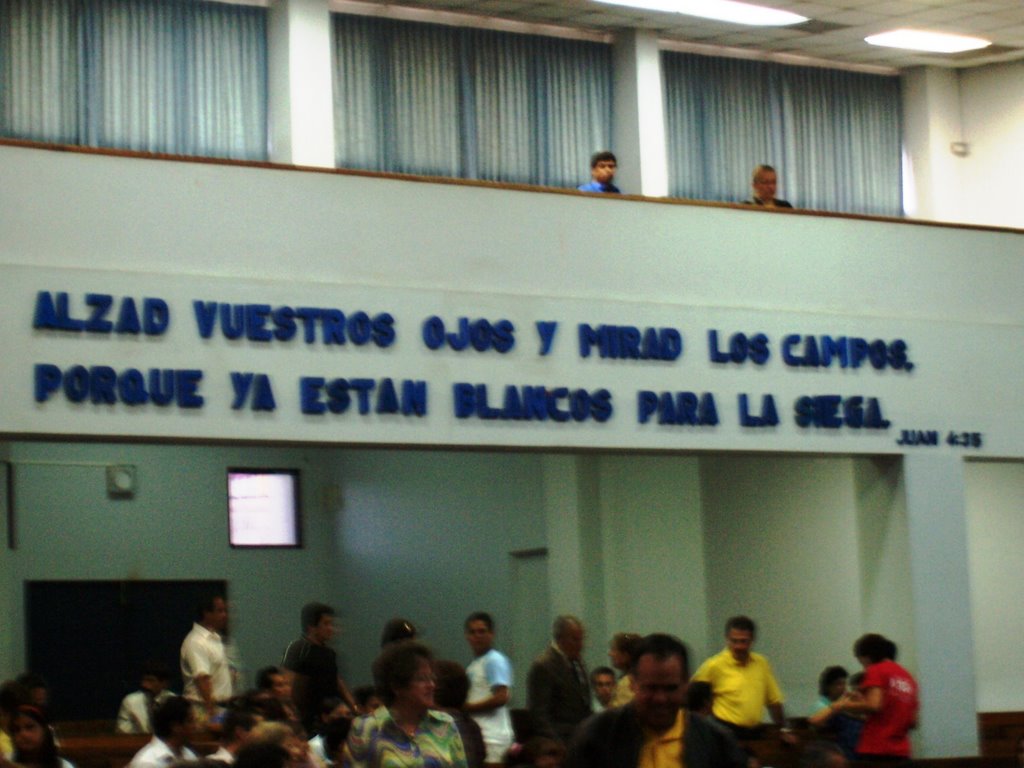 ALZAD VUESTROS OJOS Y MIRAD LOS CAMPOS,
PORQUE YA ESTAN BLANCOS PARA LA SIEGA.
JUAN 4:35